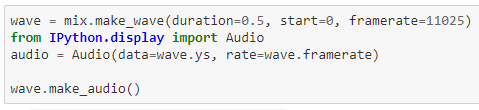 wave = mix.make_wave(duration=0.5, start=0, framerate=11025)
from IPython.display import Audio
audio = Audio(data=wave.ys, rate=wave.framerate)
wave.make_audio()